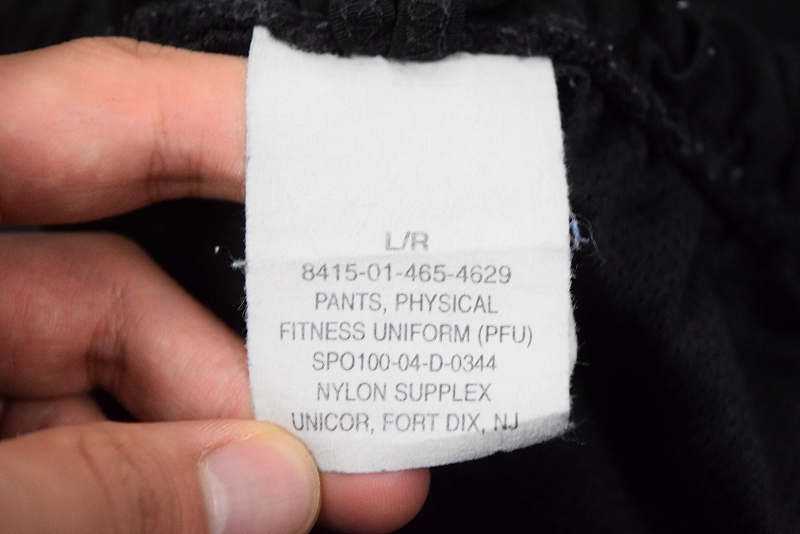 L/R
8415-01-465-4629
PANTS, PHYSICAL
FITNESS UNIFORM (PFU)
SPO100-04-D-0344
NYLON SUPPLEX
UNICOR, FORT DIX, NJ